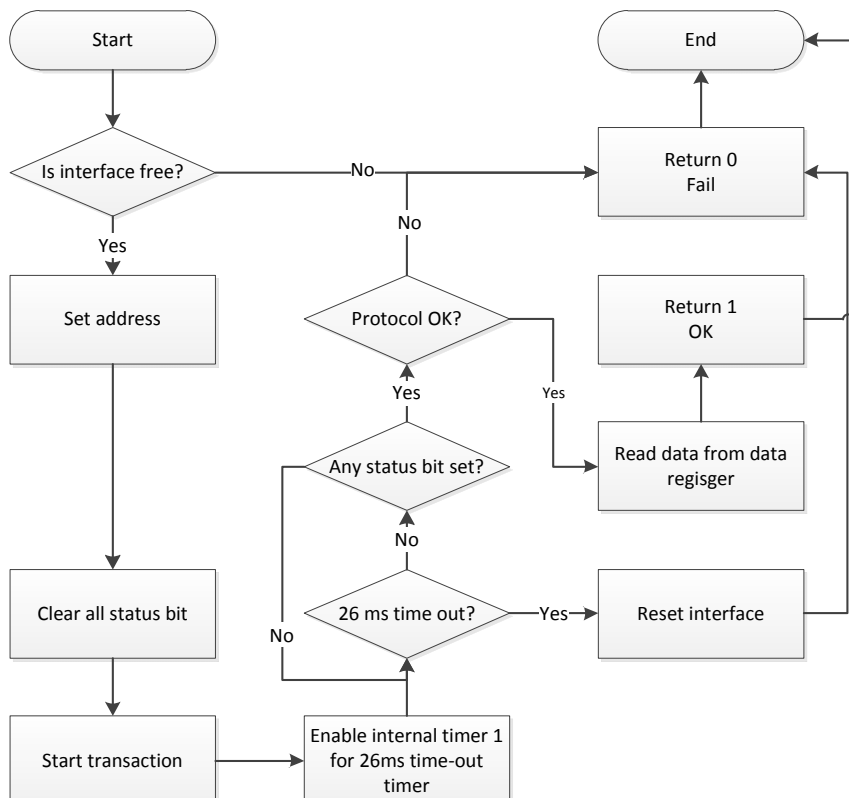 Start
End
Is interface free?
No
Return 0
Fail
Yes
No
Set address
Protocol OK?
Return 1
OK
Yes
Yes
Any status bit set?
Read data from data
regisger
No
Clear all status bit
26 ms time out?
Yes
Reset interface
No
Start transaction
Enable internal timer 1
for 26ms time-out
timer